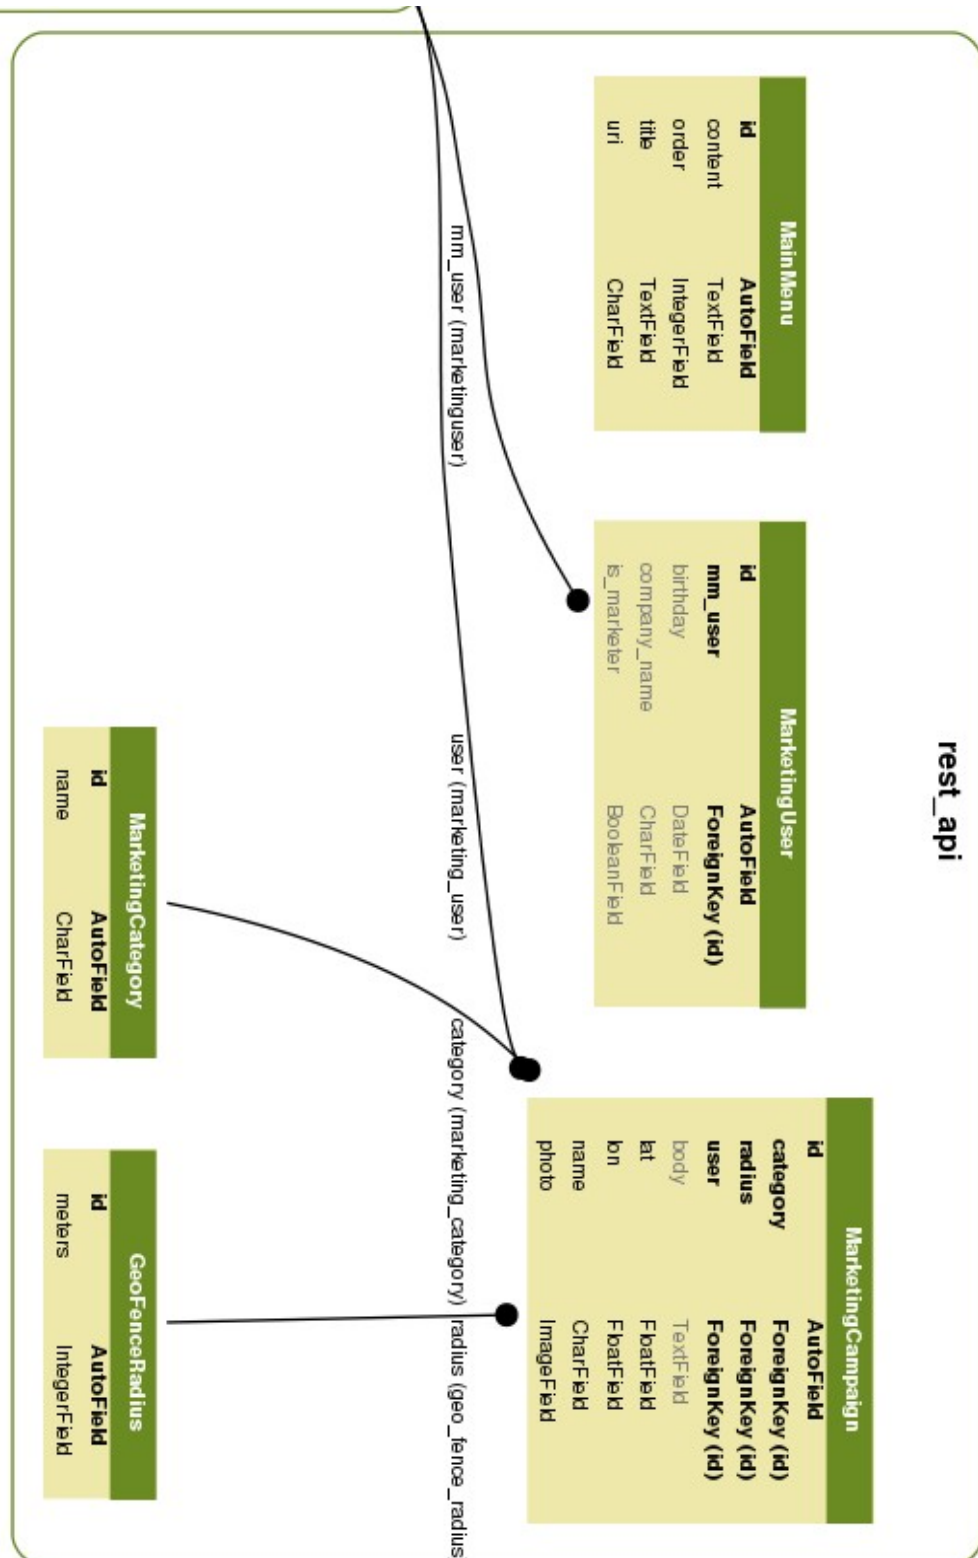 rest_api
MainMenu
id AutoField
content TextField
order IntegerField
title TextField
uri CharField
MarketingUser
id AutoField
mm_user ForeignKey (id)
birthday DateField
company_name CharField
is_marketer BooleanField
MarketingCampaign
id AutoField
category ForeignKey (id)
radius ForeignKey (id)
user ForeignKey (id)
body TextField
lat FloatField
lon FloatField
name CharField
photo ImageField
mm_user (marketinguser)
user (marketing_user)
category (marketing_category)
radius (geo_fence_radius
MarketingCategory
id AutoField
name CharField
GeoFenceRadius
id AutoField
meters IntegerField